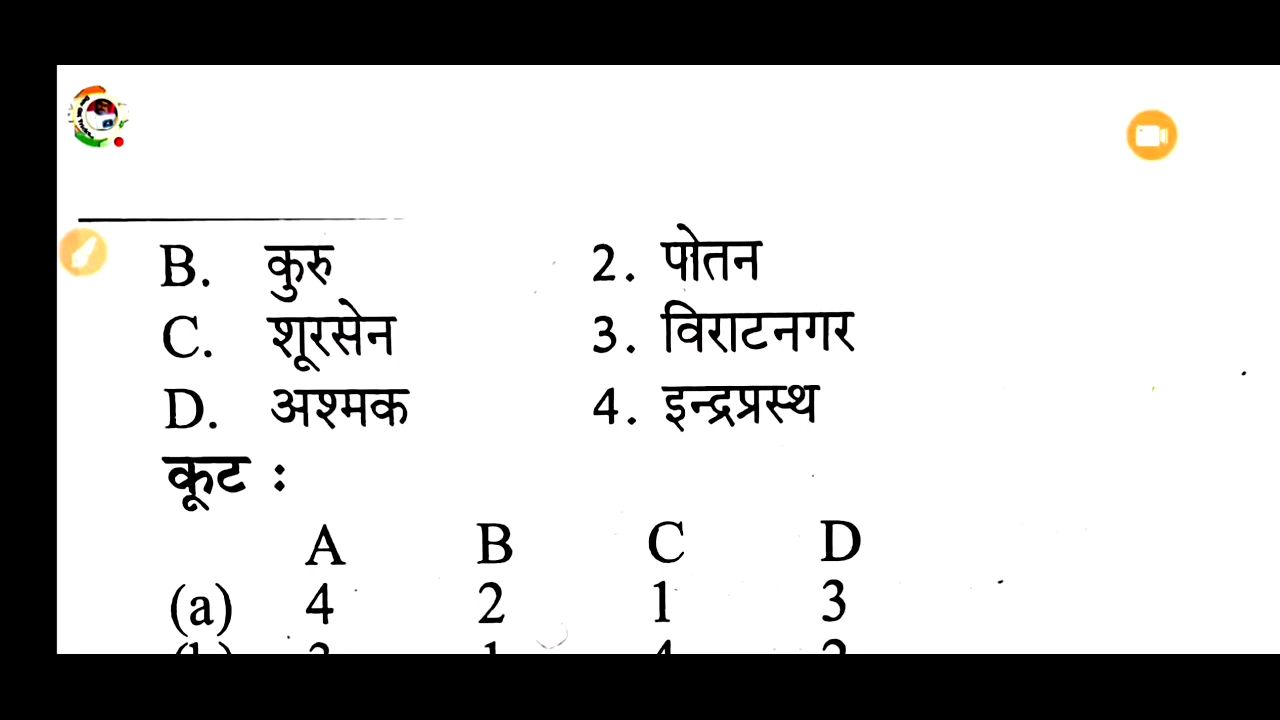 B. कुरु 2. पोतन
C. शूरसेन 3. विराटनगर
D. अश्मक 4. इन्द्रप्रस्थ
कूट :
A B C D
(a) 4 2 1 3